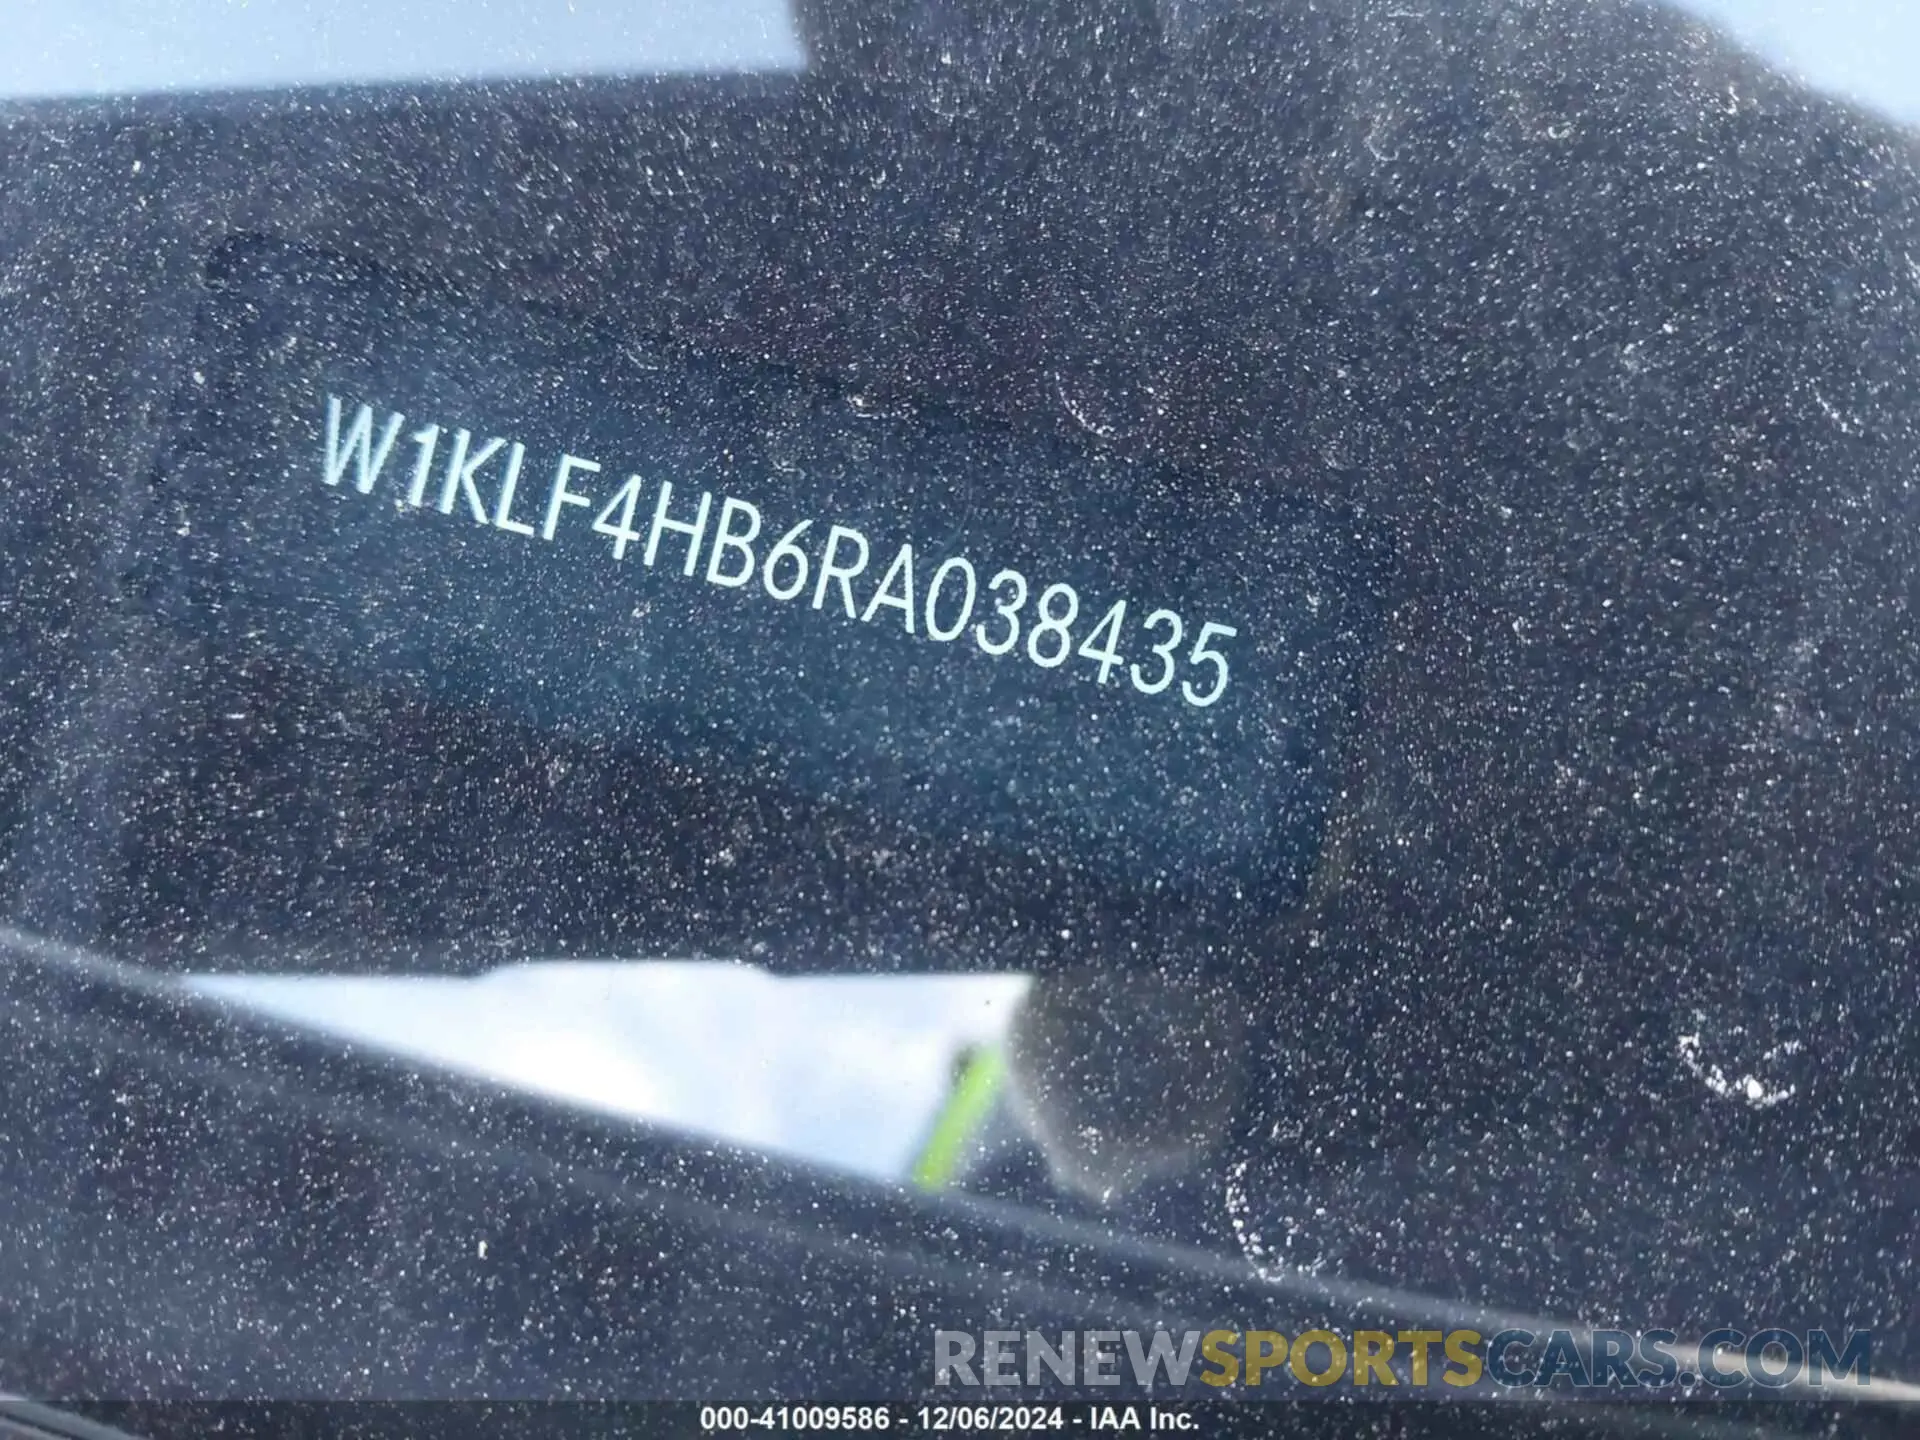 W1KLF4HB6RA038435
RENEWSPORTSCARS.COM
000-41009586 - 12/06/2024 - IAA Inc.